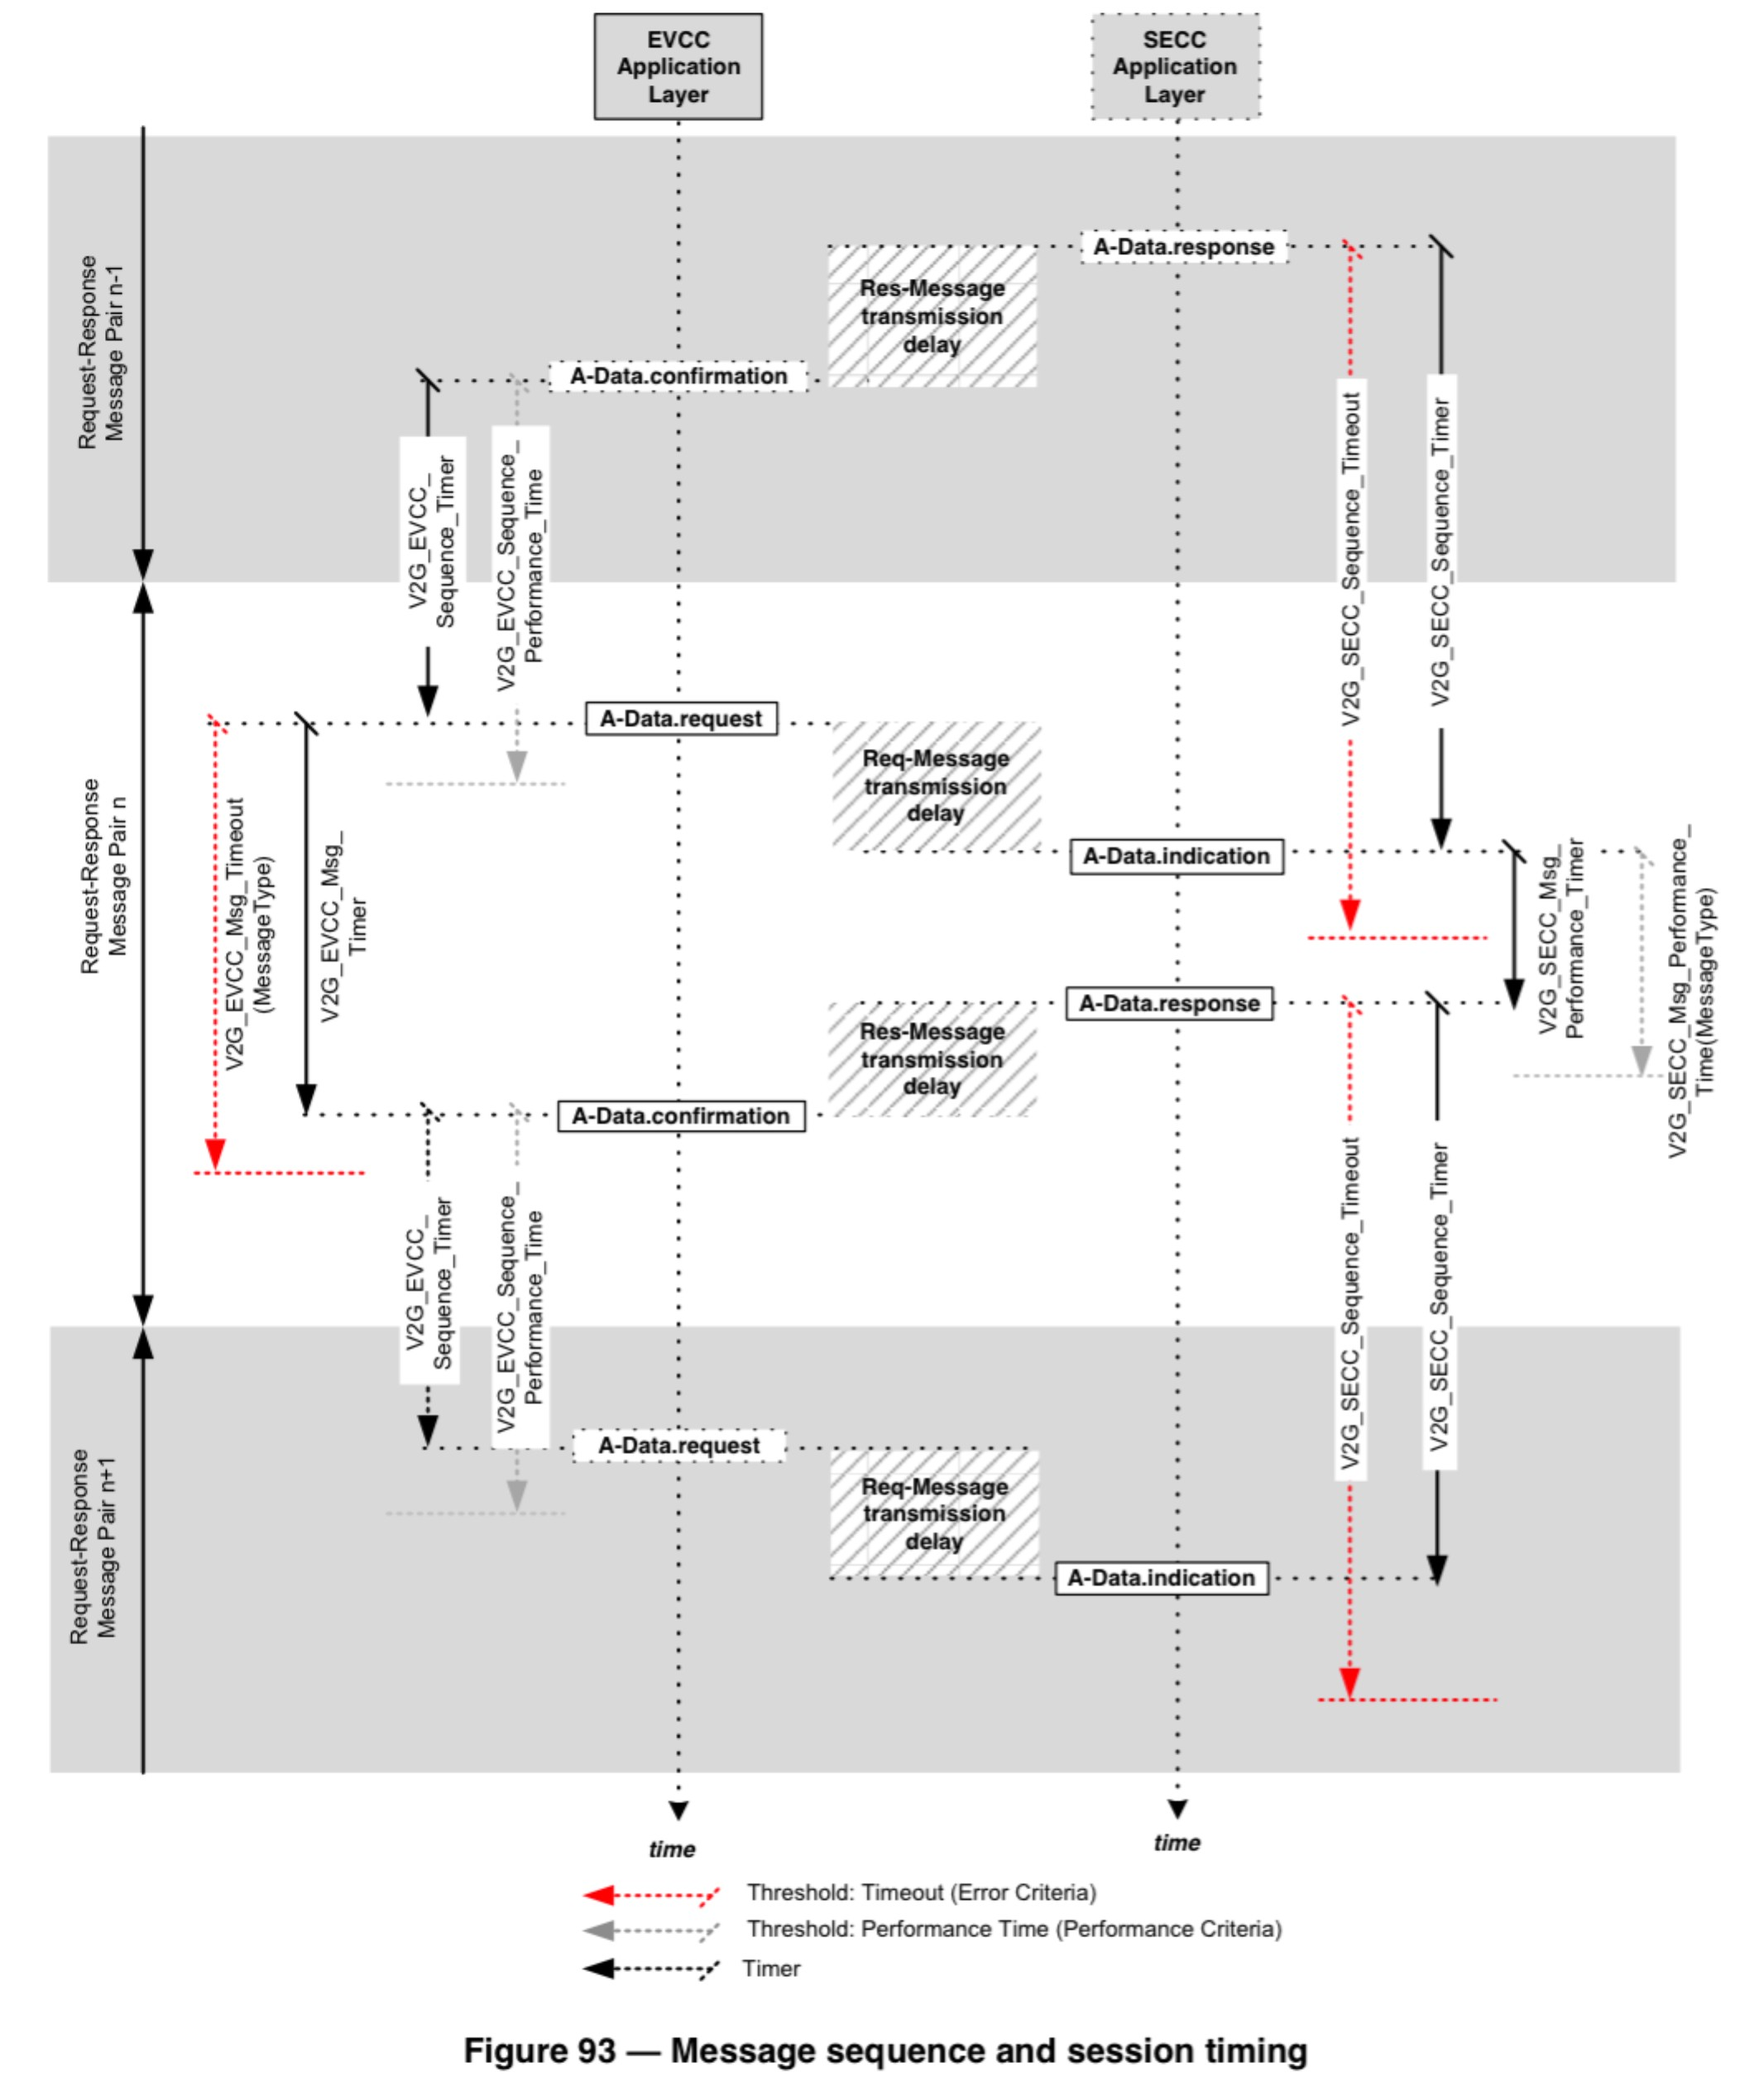 EVCC
Application
Layer
SECC
Application
Layer
Request-Response
Message Pair n-1
A-Data.response
Res-Message
transmission
delay
A-Data.confirmation
V2G_EVCC_
Sequence_Timer
V2G_EVCC_Sequence_
Performance_Time
V2G_SECC_Sequence_Timeout
V2G_SECC_Sequence_Timer
Request-Response
Message Pair n
A-Data.request
Req-Message
transmission
delay
A-Data.indication
V2G_EVCC_Msg_Timeout
(MessageType)
V2G_EVCC_Msg_
Timer
V2G_SECC_Msg_
Performance_Timer
V2G_SECC_Msg_Performance_
Time(MessageType)
A-Data.response
Res-Message
transmission
delay
A-Data.confirmation
V2G_EVCC_
Sequence_Timer
V2G_EVCC_Sequence_
Performance_Time
V2G_SECC_Sequence_Timeout
V2G_SECC_Sequence_Timer
Request-Response
Message Pair n+1
A-Data.request
Req-Message
transmission
delay
A-Data.indication
time
time
Threshold: Timeout (Error Criteria)
Threshold: Performance Time (Performance Criteria)
Timer
Figure 93 — Message sequence and session timing